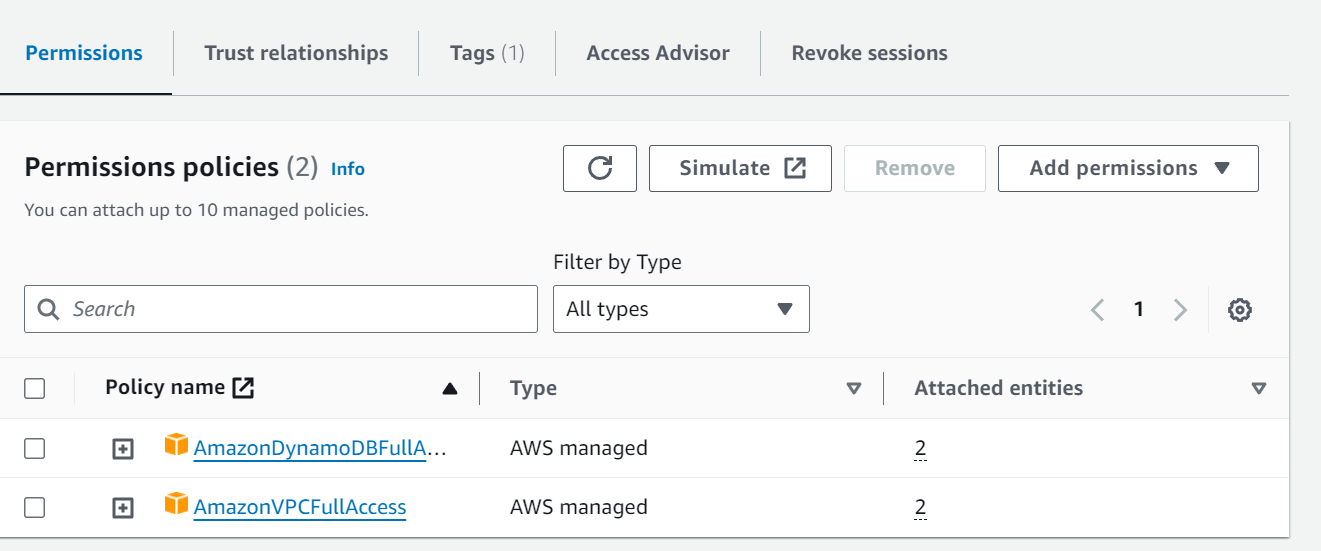 Permissions
Trust relationships
Tags (1)
Access Advisor
Revoke sessions
Permissions policies (2) Info
Simulate
Remove
Add permissions
You can attach up to 10 managed policies.
Filter by Type
Search
All types
1
Policy name
Type
Attached entities
AmazonDynamoDBFullA...
AWS managed
2
AmazonVPCFullAccess
AWS managed
2